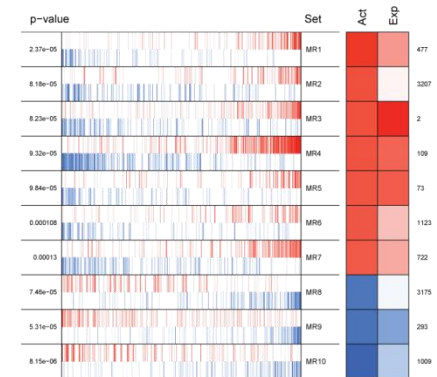 p-value Set Act Exp
2.37e−05 MR1 477
8.18e−05 MR2 3207
8.23e−05 MR3 2
9.32e−05 MR4 109
9.84e−05 MR5 73
0.000108 MR6 1123
0.00013 MR7 722
7.46e−05 MR8 3175
5.31e−05 MR9 293
8.15e−06 MR10 1009